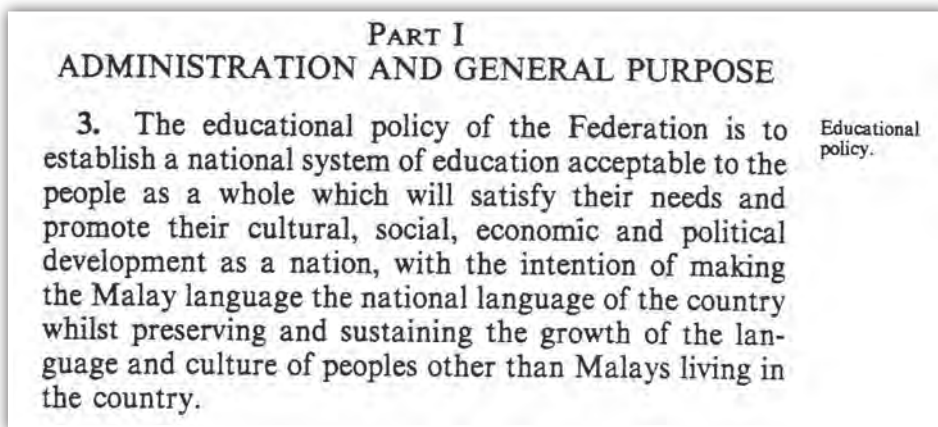 PART I
ADMINISTRATION AND GENERAL PURPOSE
3. The educational policy of the Federation is to
establish a national system of education acceptable to the
people as a whole which will satisfy their needs and
promote their cultural, social, economic and political
development as a nation, with the intention of making
the Malay language the national language of the country
whilst preserving and sustaining the growth of the lan-
guage and culture of peoples other than Malays living in
the country.
Educational
policy.